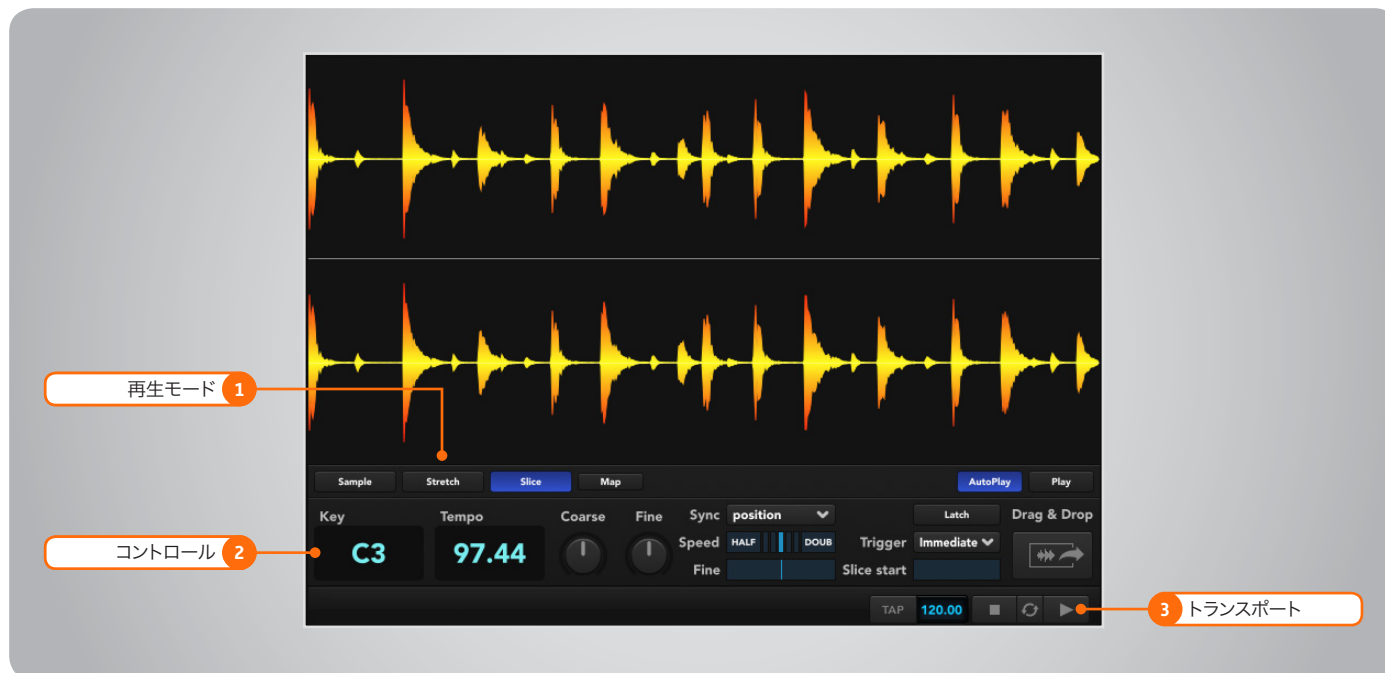 再生モード 1
Sample Stretch Slice Map AutoPlay Play
Key Tempo Coarse Fine Sync position Latch Drag & Drop
コントロール 2
C3 97.44 Speed HALF DOUB Trigger Immediate
Fine Slice start
TAP 120.00
3 トランスポート